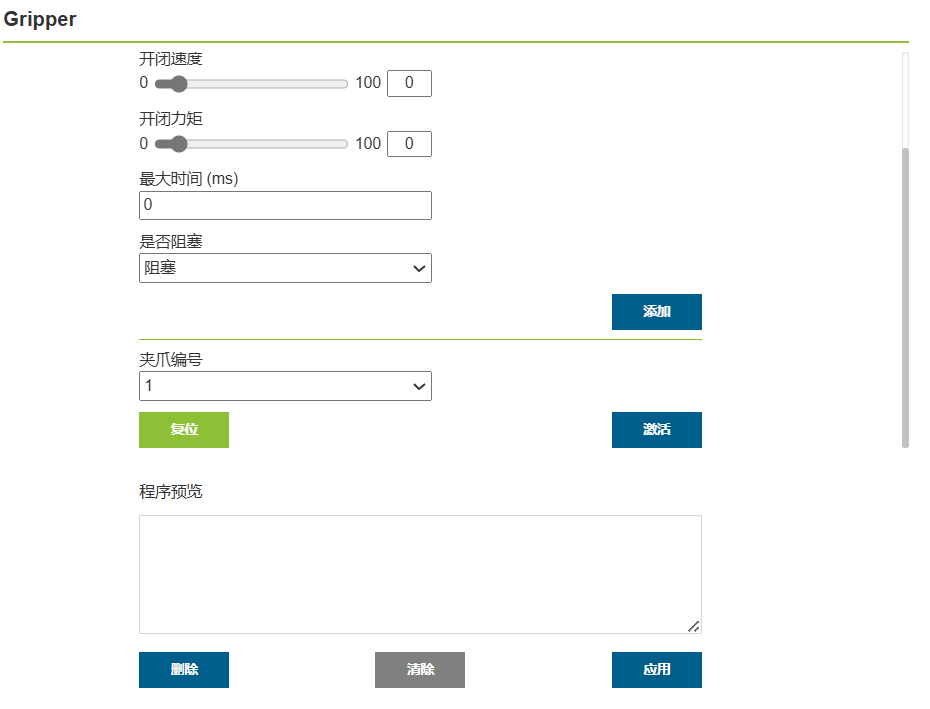 Gripper
开闭速度
0 100 0
开闭力矩
0 100 0
最大时间 (ms)
0
是否阻塞
阻塞
添加
夹爪编号
1
复位 激活
程序预览
删除 清除 应用